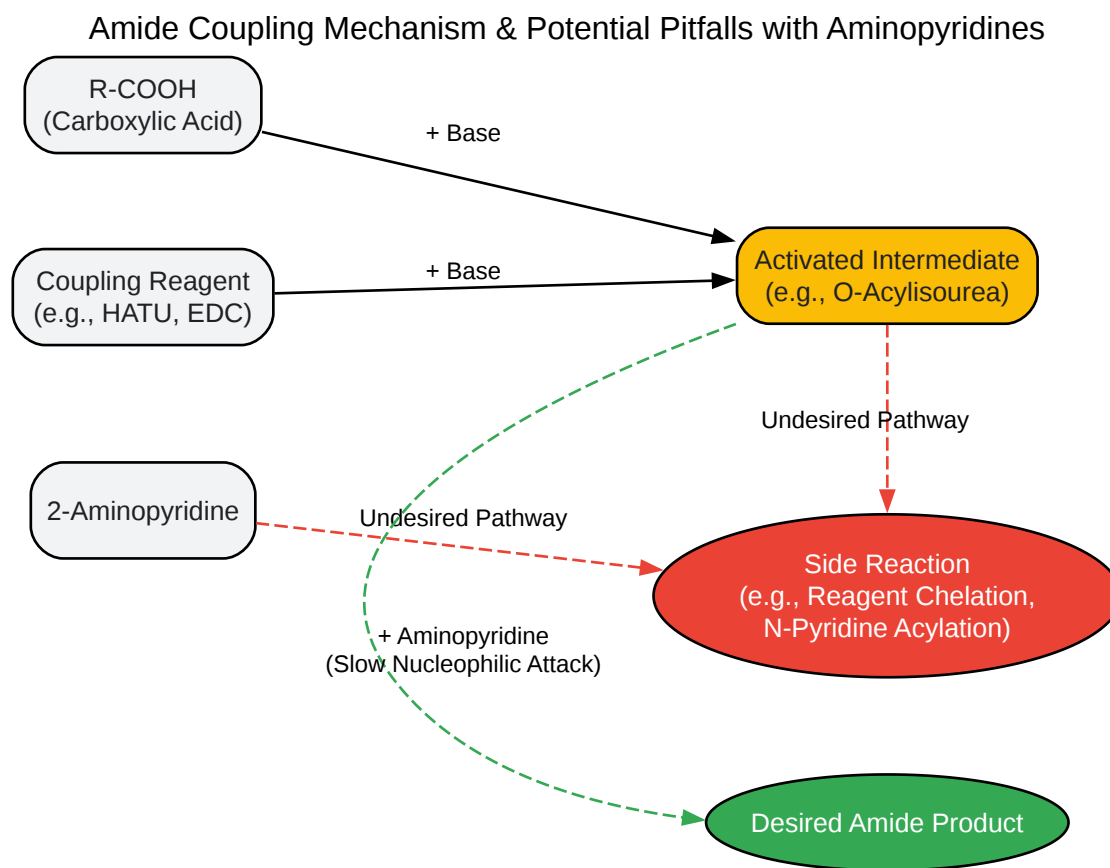 Amide Coupling Mechanism & Potential Pitfalls with Aminopyridines
R-COOH
(Carboxylic Acid)
+ Base
Coupling Reagent
(e.g., HATU, EDC)
+ Base
Activated Intermediate
(e.g., O-Acylisourea)
Undesired Pathway
2-Aminopyridine
Undesired Pathway
Side Reaction
(e.g., Reagent Chelation,
N-Pyridine Acylation)
+ Aminopyridine
(Slow Nucleophilic Attack)
Desired Amide Product